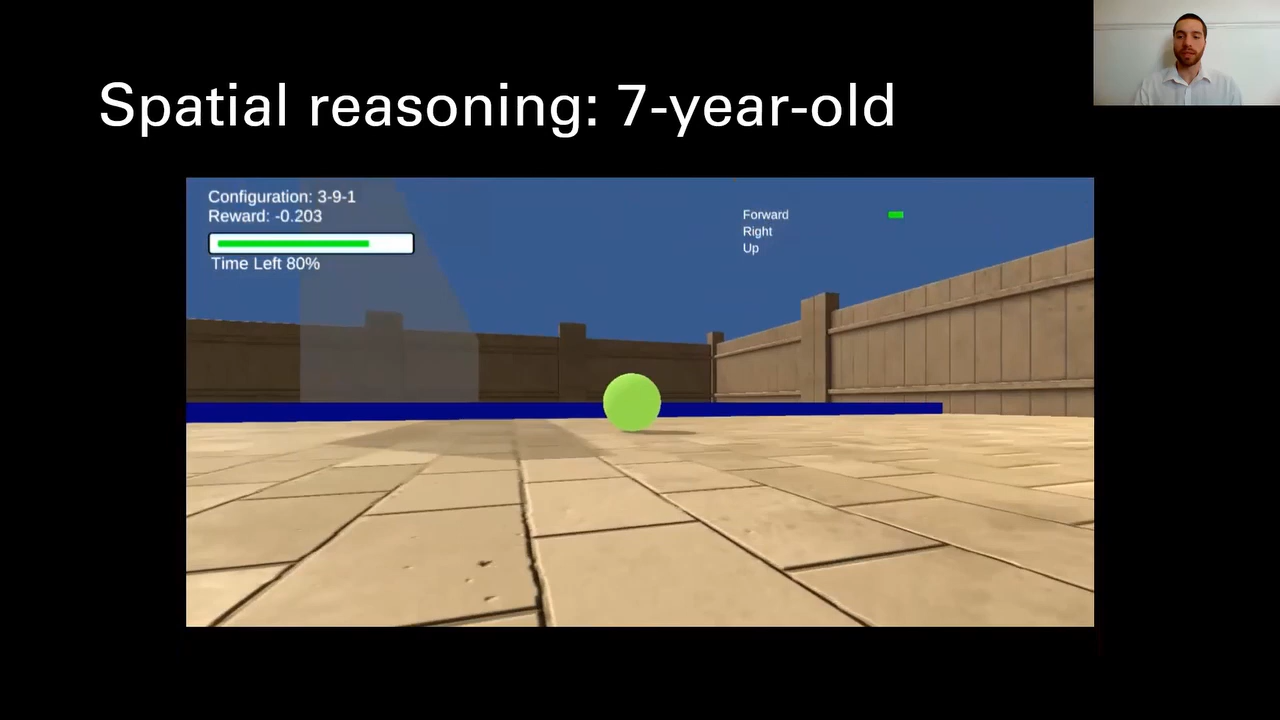 Spatial reasoning: 7-year-old
Configuration: 3-9-1
Reward: -0.203
Time Left 80%
Forward
Right
Up